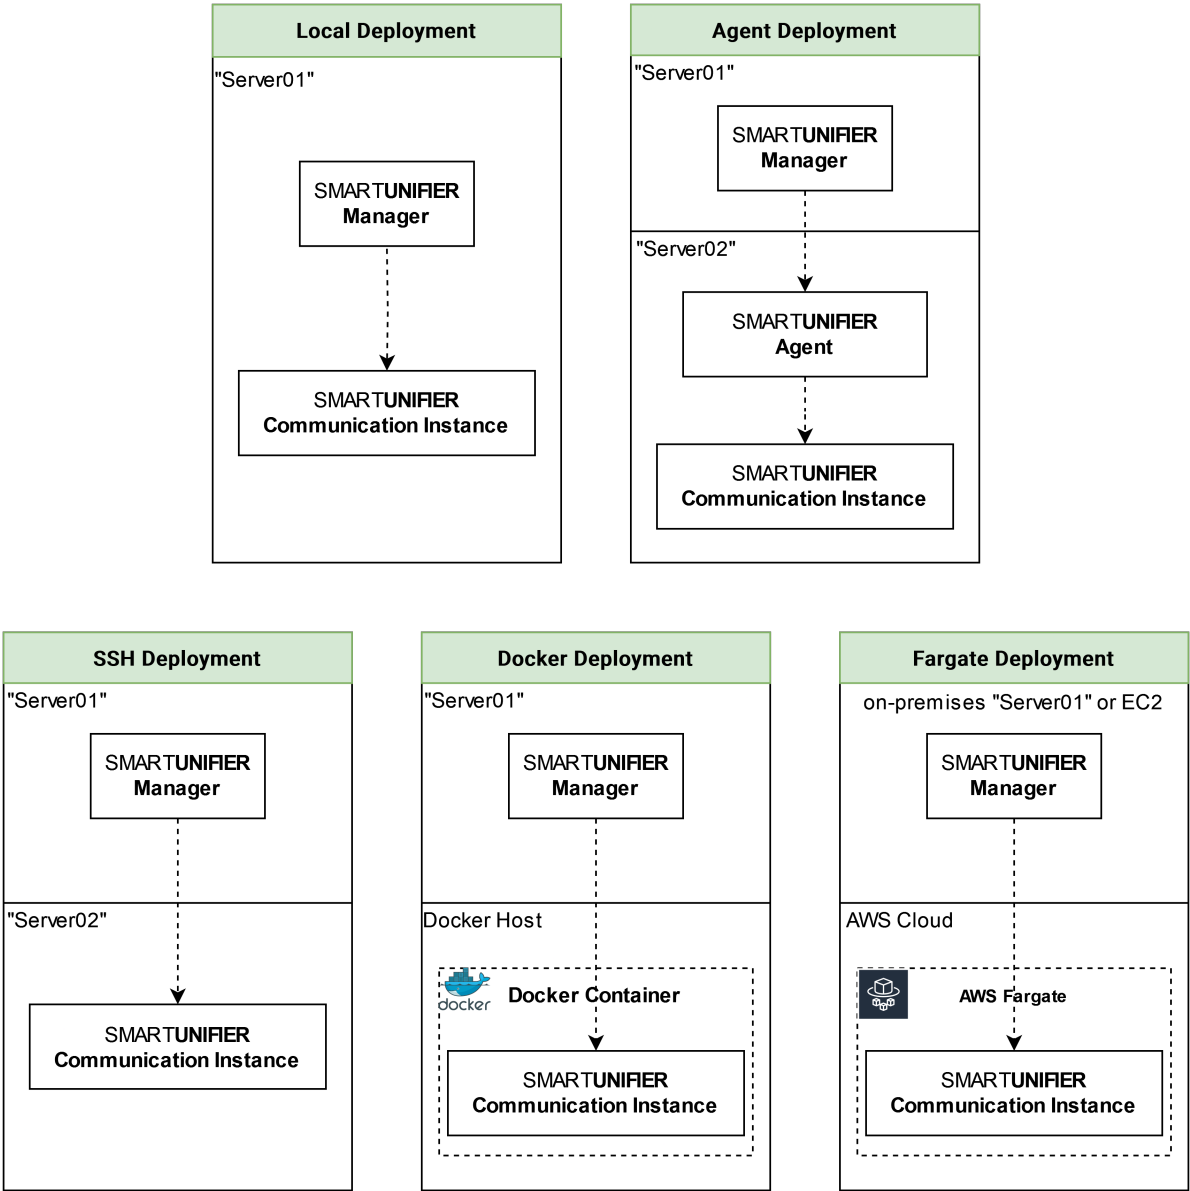 Local Deployment
"Server01"
SMARTUNIFIER
Manager
SMARTUNIFIER
Communication Instance
Agent Deployment
"Server01"
SMARTUNIFIER
Manager
"Server02"
SMARTUNIFIER
Agent
SMARTUNIFIER
Communication Instance
SSH Deployment
"Server01"
SMARTUNIFIER
Manager
"Server02"
SMARTUNIFIER
Communication Instance
Docker Deployment
"Server01"
SMARTUNIFIER
Manager
Docker Host
docker
Docker Container
SMARTUNIFIER
Communication Instance
Fargate Deployment
on-premises "Server01" or EC2
SMARTUNIFIER
Manager
AWS Cloud
AWS Fargate
SMARTUNIFIER
Communication Instance